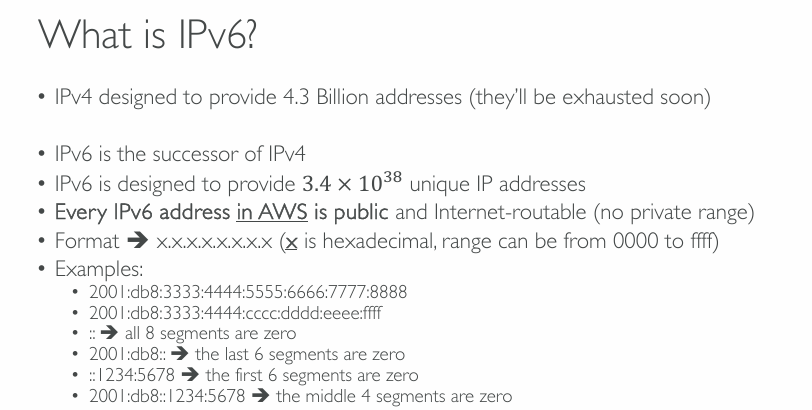 What is IPv6?
• IPv4 designed to provide 4.3 Billion addresses (they'll be exhausted soon)
• IPv6 is the successor of IPv4
• IPv6 is designed to provide 3.4 × 10³⁸ unique IP addresses
• Every IPv6 address in AWS is public and Internet-routable (no private range)
• Format ➔ x.x.x.x.x.x.x.x (x is hexadecimal, range can be from 0000 to ffff)
• Examples:
• 2001:db8:3333:4444:5555:6666:7777:8888
• 2001:db8:3333:4444:cccc:dddd:eeee:ffff
• :: ➔ all 8 segments are zero
• 2001:db8:: ➔ the last 6 segments are zero
• ::1234:5678 ➔ the first 6 segments are zero
• 2001:db8::1234:5678 ➔ the middle 4 segments are zero